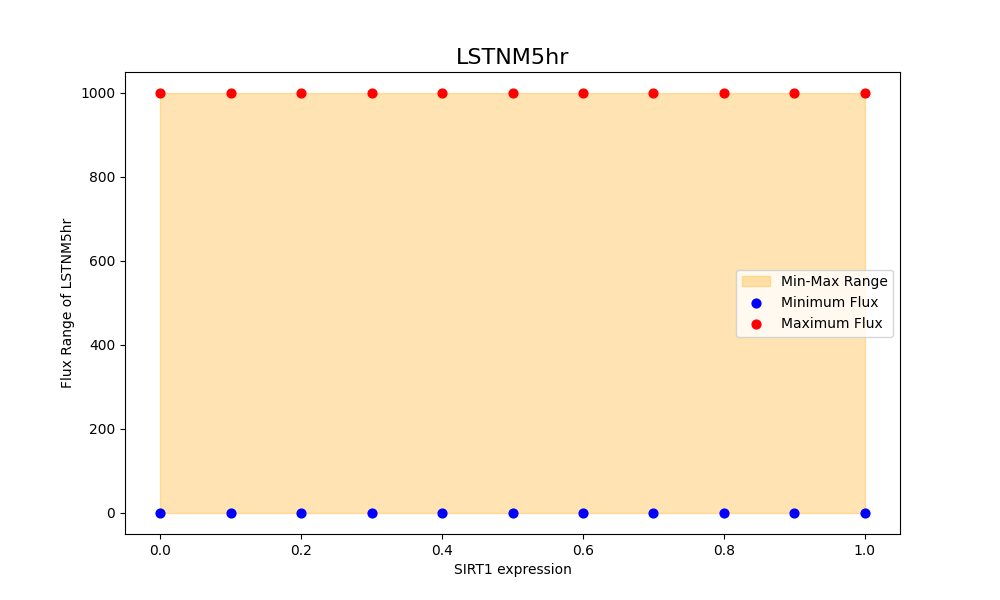 LSTNM5hr
Flux Range of LSTNM5hr
1000
800
600
400
200
0
Min-Max Range
Minimum Flux
Maximum Flux
0.0 0.2 0.4 0.6 0.8 1.0
SIRT1 expression